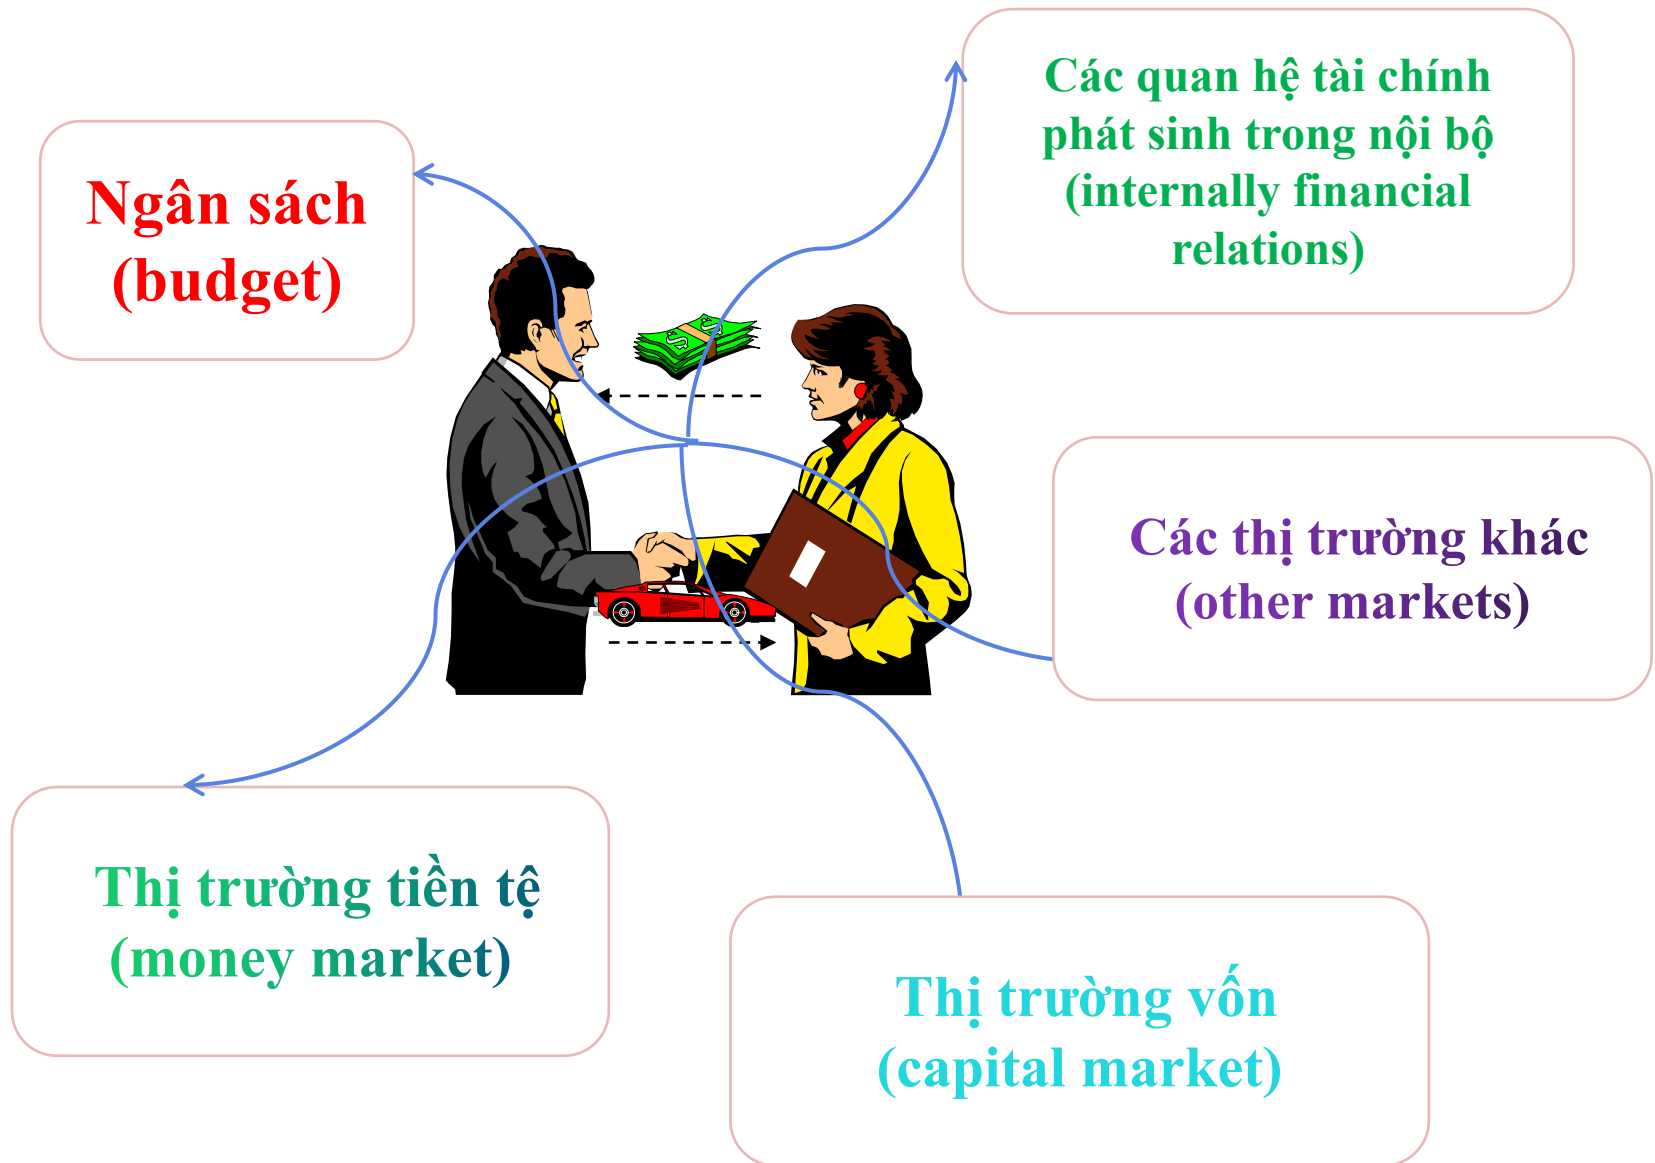 Ngân sách
(budget)
Các quan hệ tài chính
phát sinh trong nội bộ
(internally financial
relations)
Các thị trường khác
(other markets)
Thị trường tiền tệ
(money market)
Thị trường vốn
(capital market)